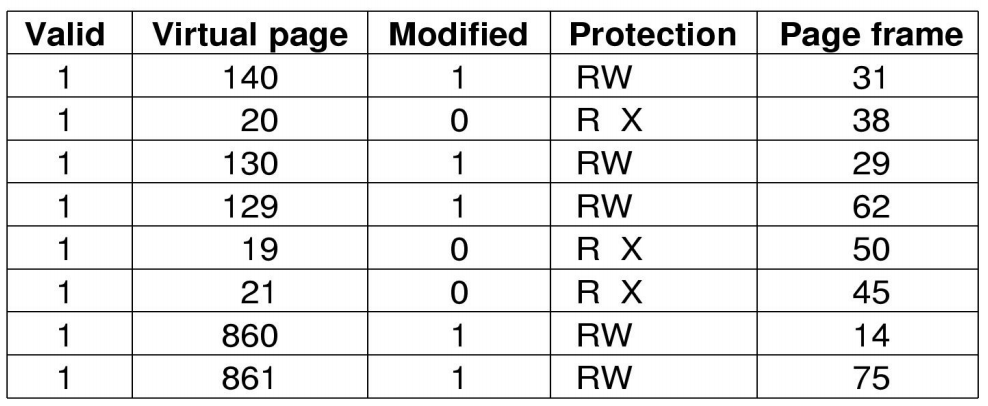 Valid Virtual page Modified Protection Page frame
1 140 1 RW 31
1 20 0 R X 38
1 130 1 RW 29
1 129 1 RW 62
1 19 0 R X 50
1 21 0 R X 45
1 860 1 RW 14
1 861 1 RW 75